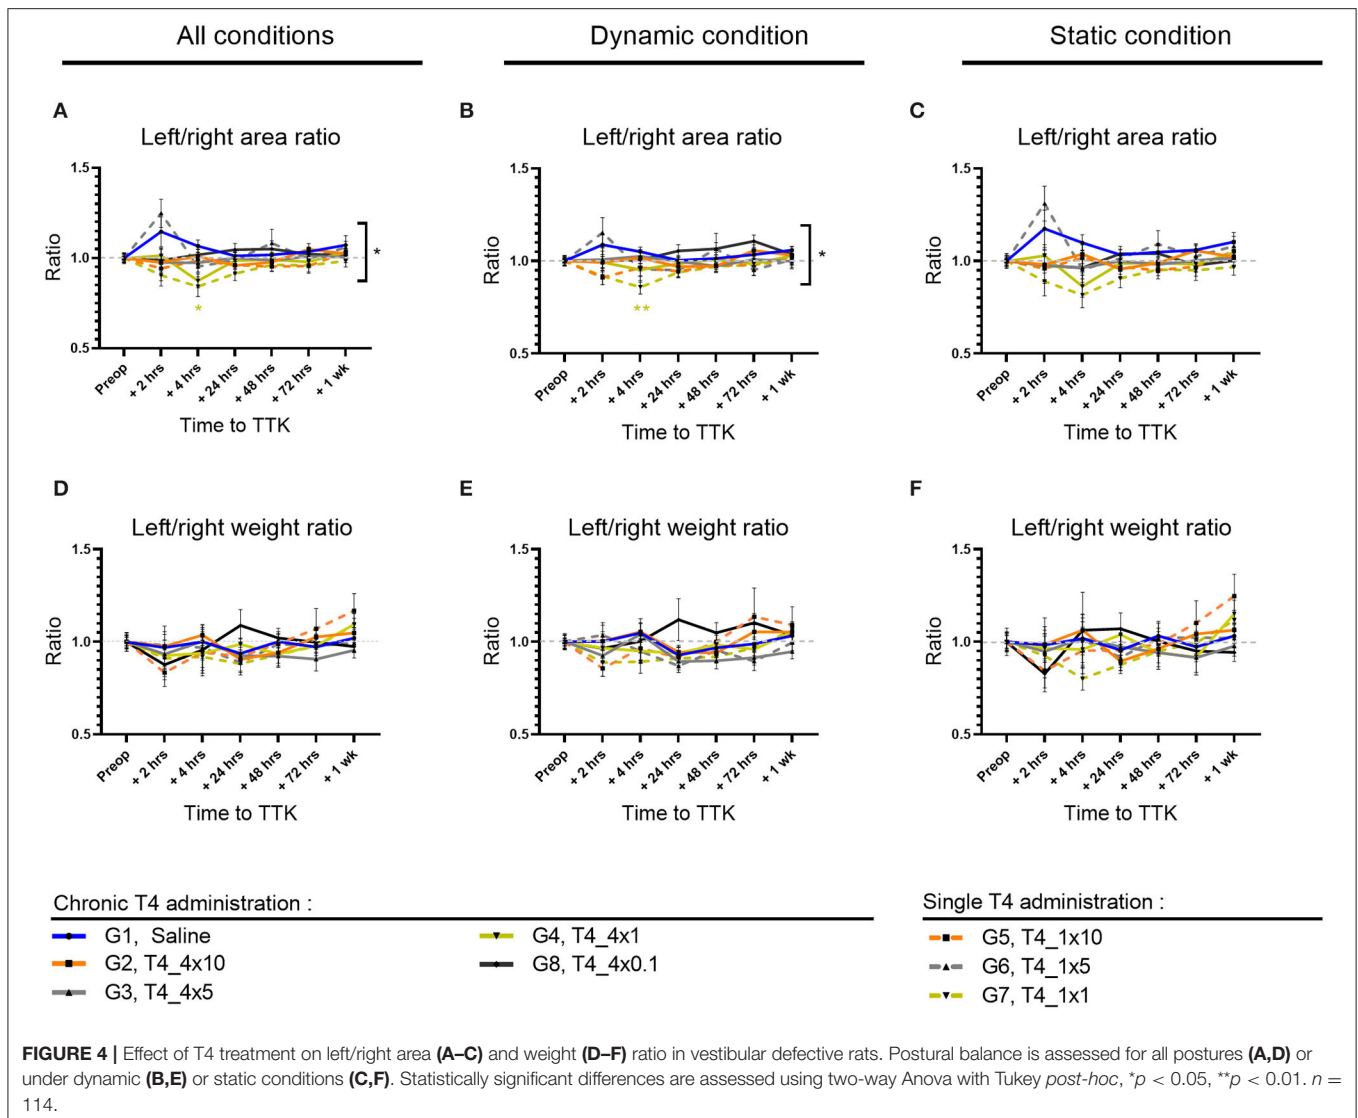 All conditions
Dynamic condition
Static condition
A
Left/right area ratio
1.5
1.0
0.5
Ratio
*
*
Preop
+ 2 hrs
+ 4 hrs
+ 24 hrs
+ 48 hrs
+ 72 hrs
+ 1 wk
Time to TTK
B
Left/right area ratio
1.5
1.0
0.5
Ratio
*
**
Preop
+ 2 hrs
+ 4 hrs
+ 24 hrs
+ 48 hrs
+ 72 hrs
+ 1 wk
Time to TTK
C
Left/right area ratio
1.5
1.0
0.5
Ratio
Preop
+ 2 hrs
+ 4 hrs
+ 24 hrs
+ 48 hrs
+ 72 hrs
+ 1 wk
Time to TTK
D
Left/right weight ratio
1.5
1.0
0.5
Ratio
Preop
+ 2 hrs
+ 4 hrs
+ 24 hrs
+ 48 hrs
+ 72 hrs
+ 1 wk
Time to TTK
E
Left/right weight ratio
1.5
1.0
0.5
Ratio
Preop
+ 2 hrs
+ 4 hrs
+ 24 hrs
+ 48 hrs
+ 72 hrs
+ 1 wk
Time to TTK
F
Left/right weight ratio
1.5
1.0
0.5
Ratio
Preop
+ 2 hrs
+ 4 hrs
+ 24 hrs
+ 48 hrs
+ 72 hrs
+ 1 wk
Time to TTK
Chronic T4 administration :
G1, Saline
G2, T4_4x10
G3, T4_4x5
G4, T4_4x1
G8, T4_4x0.1
Single T4 administration :
G5, T4_1x10
G6, T4_1x5
G7, T4_1x1
FIGURE 4 | Effect of T4 treatment on left/right area (A–C) and weight (D–F) ratio in vestibular defective rats. Postural balance is assessed for all postures (A,D) or
under dynamic (B,E) or static conditions (C,F). Statistically significant differences are assessed using two-way Anova with Tukey post-hoc, *p < 0.05, **p < 0.01. n =
114.